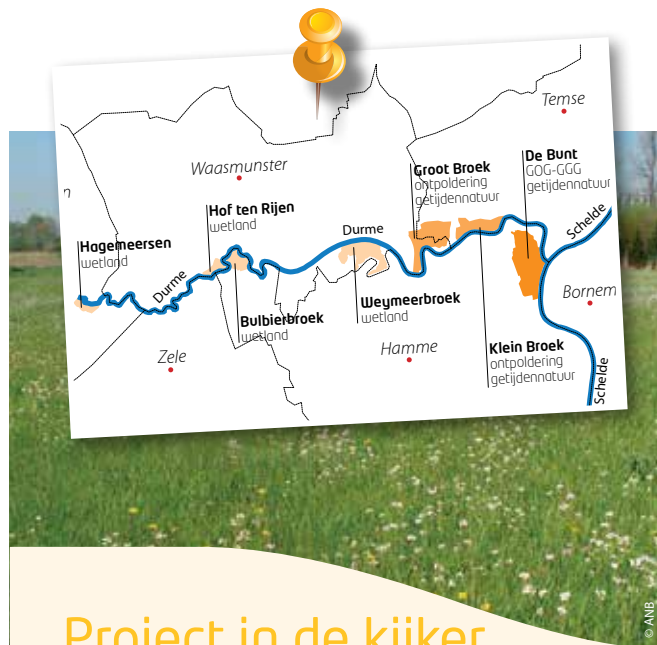 Temse
Waasmunster
De Bunt
GOG-GGG
getijdennatuur
Groot Broek
ontpoldering
getijdennatuur
n
Hof ten Rijen
wetland
Durme
Schelde
Hagemeersen
wetland
Durme
Bornem
Weymeerbroek
wetland
Bulbierbroek
wetland
Klein Broek
ontpoldering
getijdennatuur
Hamme
Zele
Schelde
© ANB
Project in de kijker